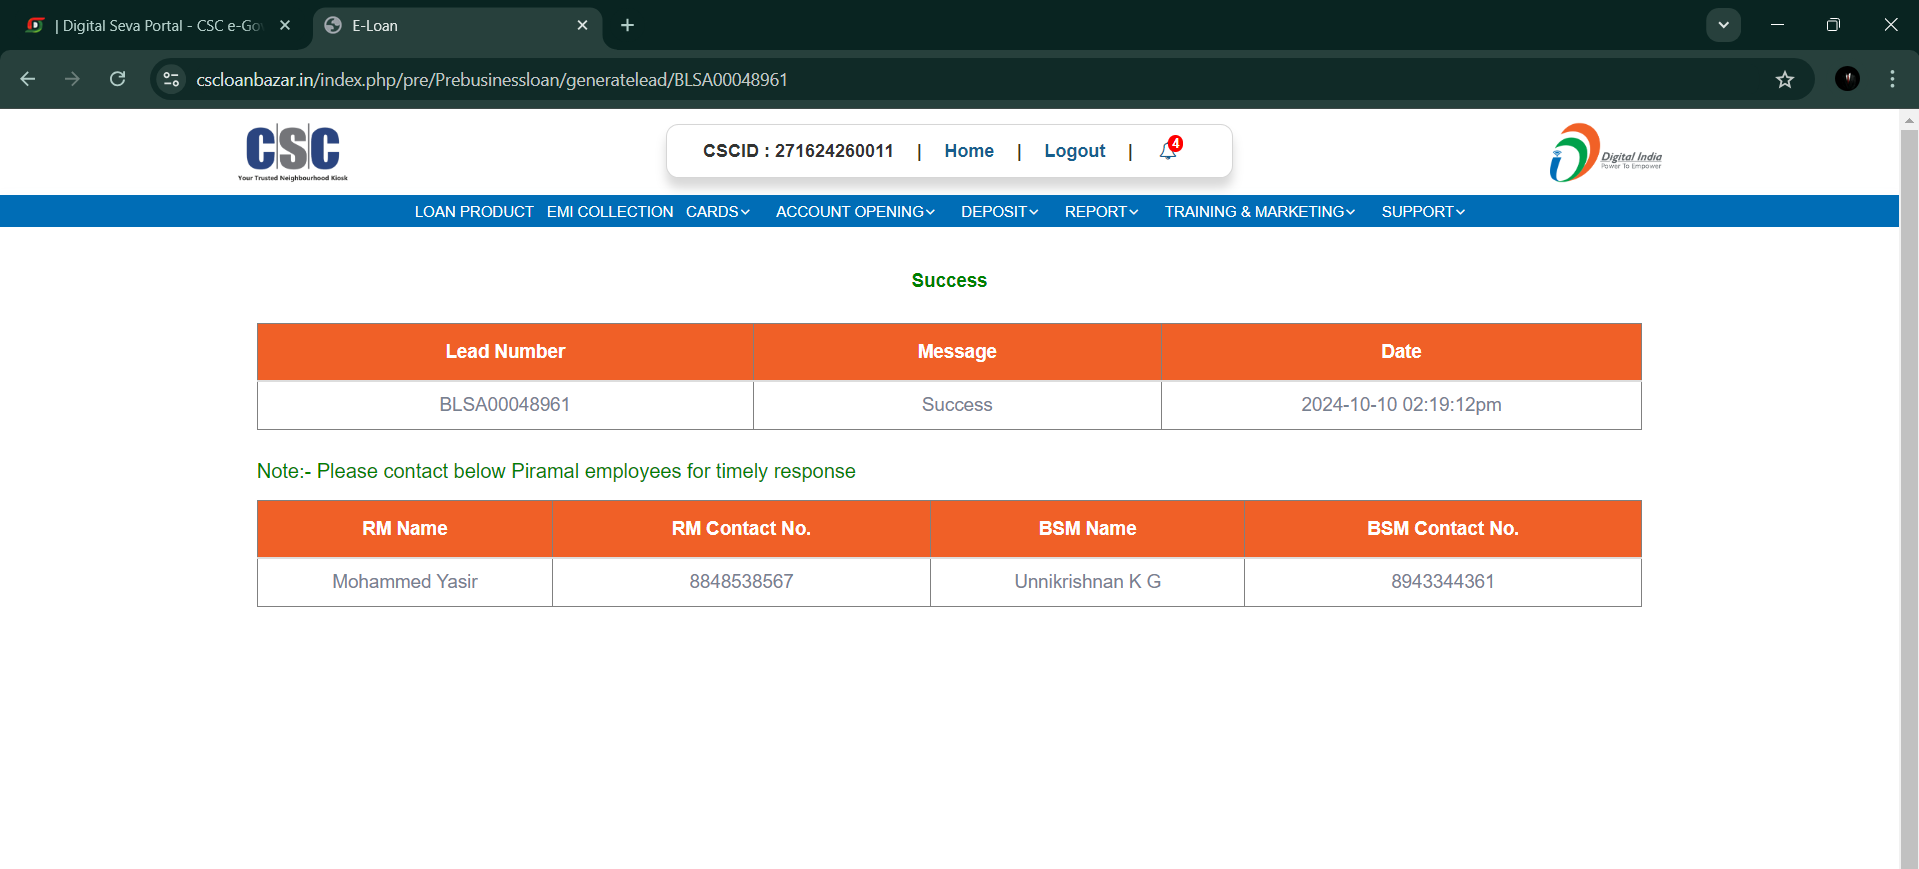 | Digital Seva Portal - CSC e-Go
E-Loan
cscloanbazar.in/index.php/pre/Prebusinessloan/generatelead/BLSA00048961
CSC
Your Trusted Neighbourhood Kiosk
CSCID : 271624260011 | Home | Logout | 4
Digital India
Power To Empower
LOAN PRODUCT EMI COLLECTION CARDS ACCOUNT OPENING DEPOSIT REPORT TRAINING & MARKETING SUPPORT
Success
Lead Number Message Date
BLSA00048961 Success 2024-10-10 02:19:12pm
Note:- Please contact below Piramal employees for timely response
RM Name RM Contact No. BSM Name BSM Contact No.
Mohammed Yasir 8848538567 Unnikrishnan K G 8943344361